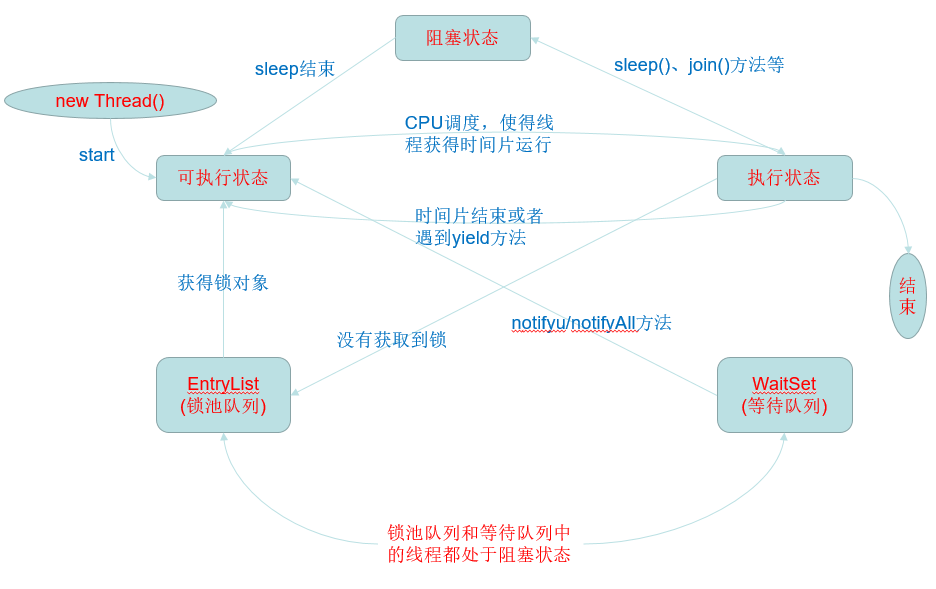 阻塞状态
sleep结束
sleep()、join()方法等
new Thread()
start
CPU调度，使得线
程获得时间片运行
可执行状态
执行状态
时间片结束或者
遇到yield方法
获得锁对象
结
束
没有获取到锁
notifyu/notifyAll方法
EntryList
(锁池队列)
WaitSet
(等待队列)
锁池队列和等待队列中
的线程都处于阻塞状态